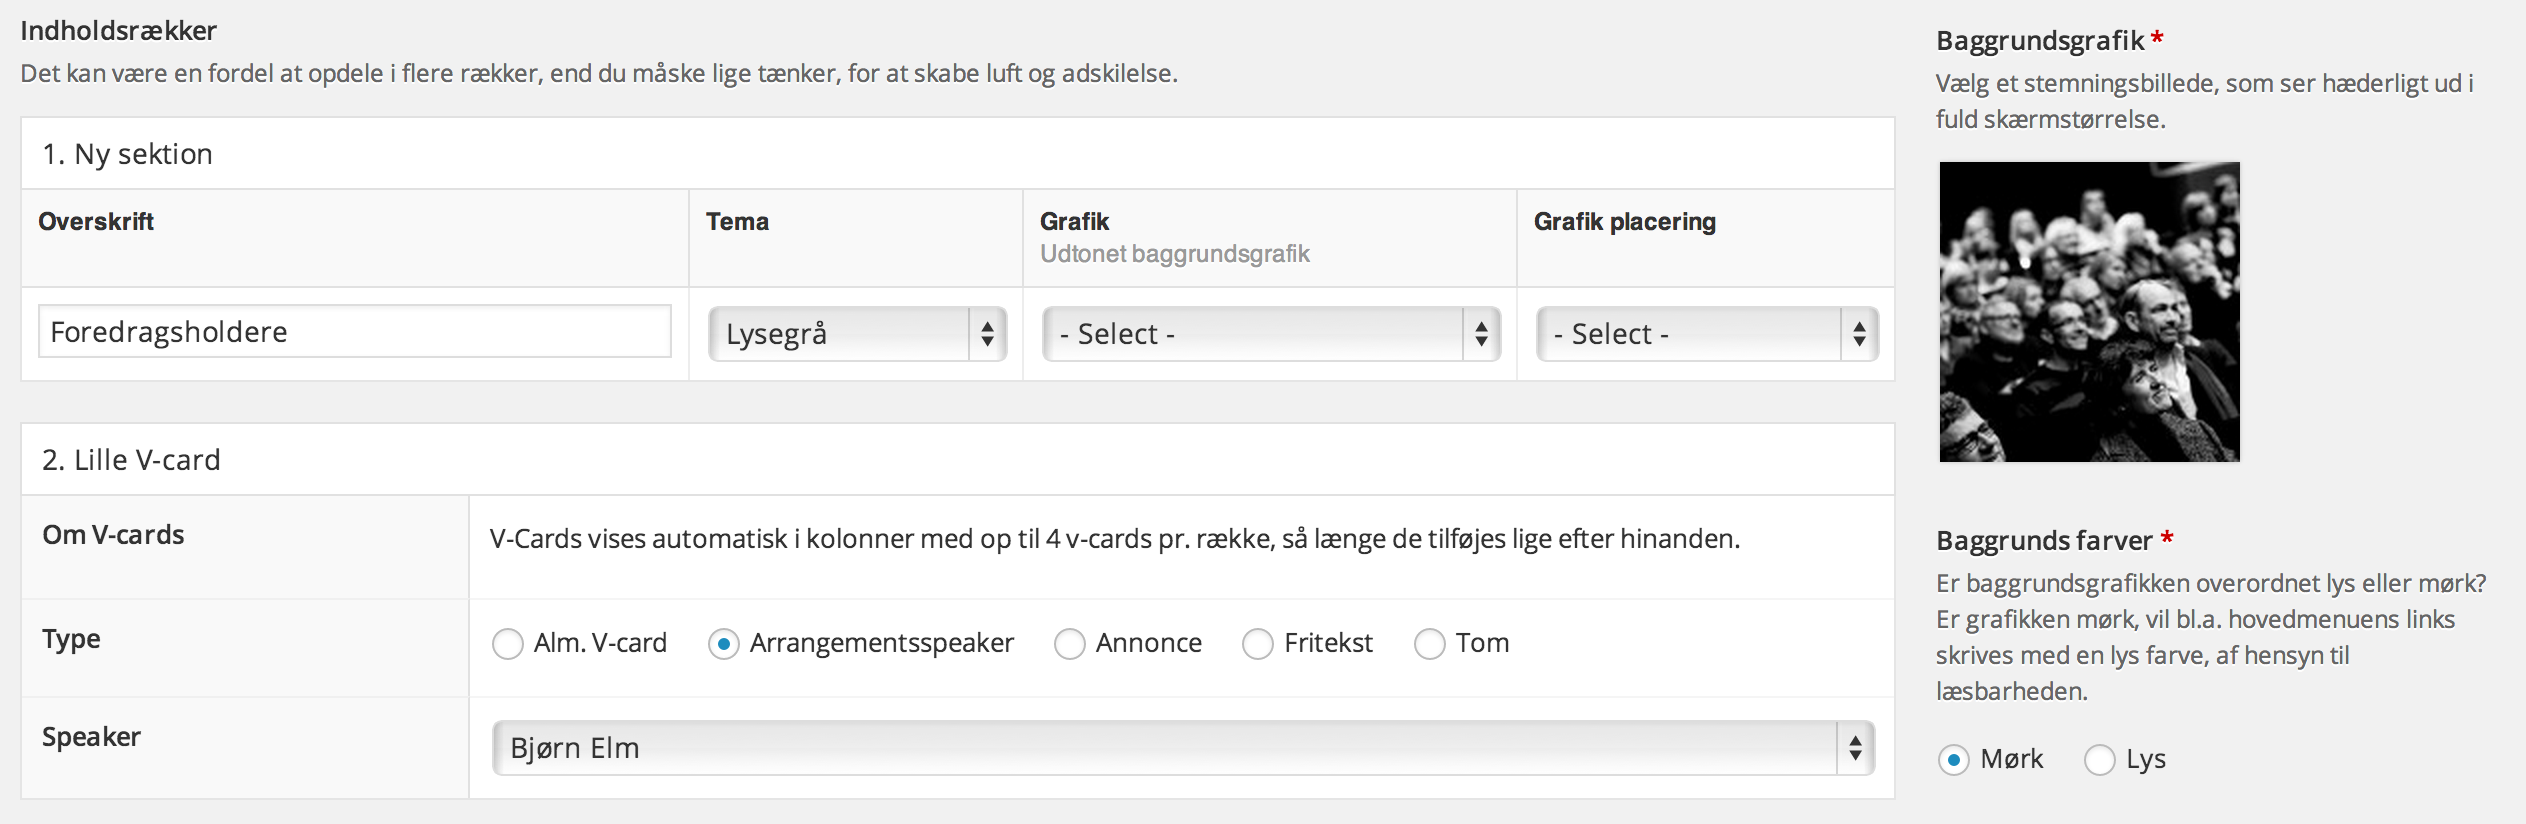 Indholdsrækker
Det kan være en fordel at opdele i flere rækker, end du måske lige tænker, for at skabe luft og adskilelse.
1. Ny sektion
Overskrift
Tema
Grafik
Udtonet baggrundsgrafik
Grafik placering
Foredragsholdere
Lysegrå
- Select -
- Select -
2. Lille V-card
Om V-cards
V-Cards vises automatisk i kolonner med op til 4 v-cards pr. række, så længe de tilføjes lige efter hinanden.
Type
Alm. V-card
Arrangementsspeaker
Annonce
Fritekst
Tom
Speaker
Bjørn Elm
Baggrundsgrafik *
Vælg et stemningsbillede, som ser hæderligt ud i
fuld skærmstørrelse.
Baggrunds farver *
Er baggrundsgrafikken overordnet lys eller mørk?
Er grafikken mørk, vil bl.a. hovedmenuens links
skrives med en lys farve, af hensyn til
læsbarheden.
Mørk
Lys